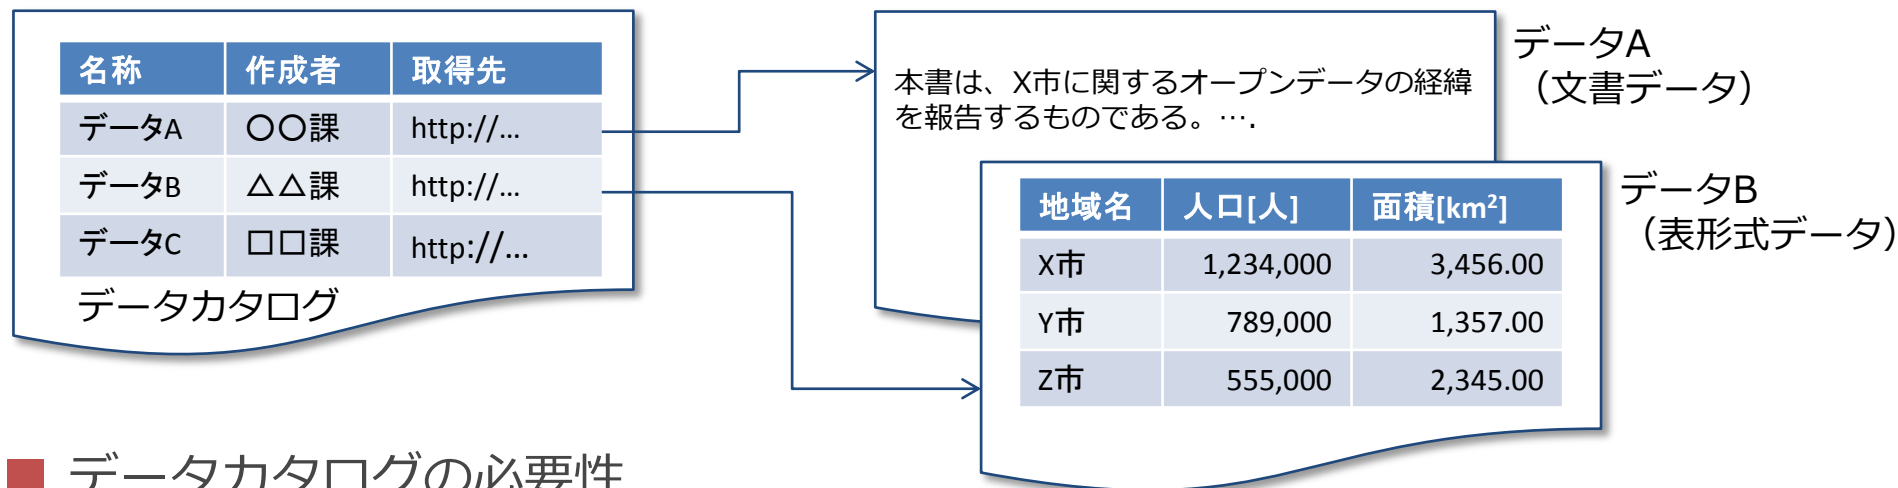 名称 作成者 取得先
データA 〇〇課 http://...
データB △△課 http://...
データC □□課 http://...
データカタログ
本書は、X市に関するオープンデータの経緯
を報告するものである。….
データA
（文書データ）
地域名 人口[人] 面積[km²]
X市 1,234,000 3,456.00
Y市 789,000 1,357.00
Z市 555,000 2,345.00
データB
（表形式データ）
■ データカタログの必要性